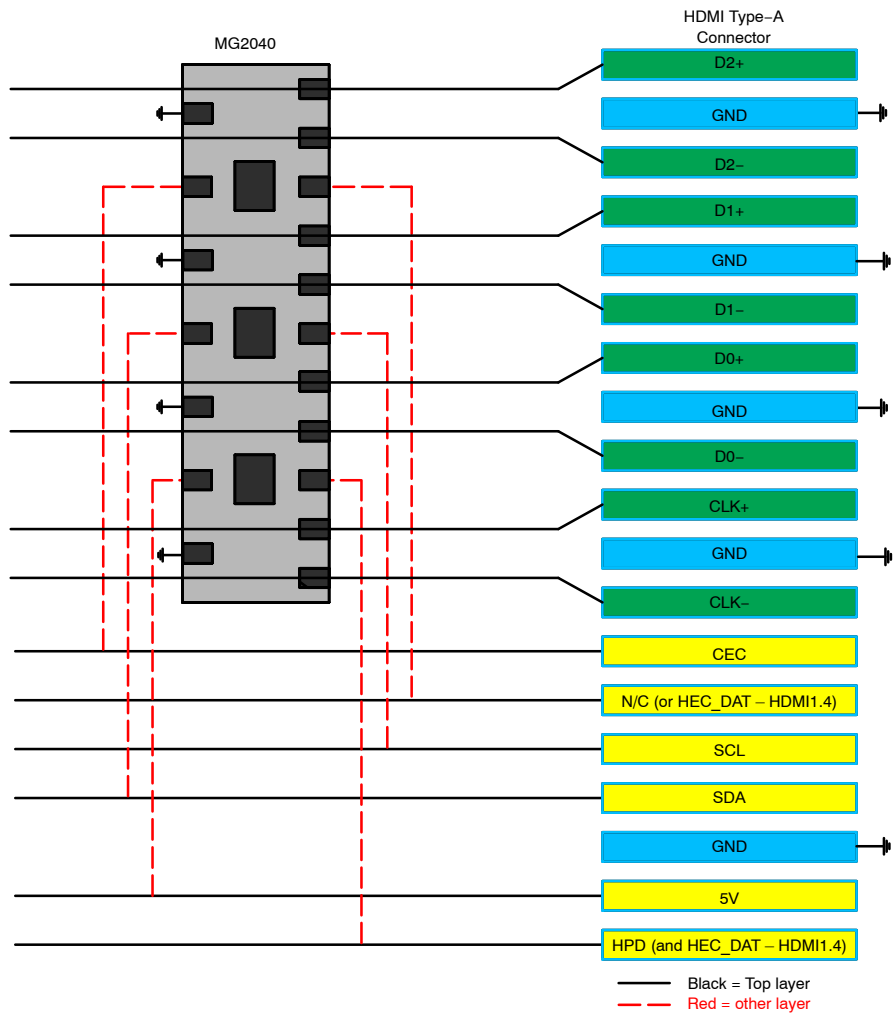 HDMI Type−A
Connector
MG2040
D2+
GND
D2−
D1+
GND
D1−
D0+
GND
D0−
CLK+
GND
CLK−
CEC
N/C (or HEC_DAT − HDMI1.4)
SCL
SDA
GND
5V
HPD (and HEC_DAT − HDMI1.4)
Black = Top layer
Red = other layer